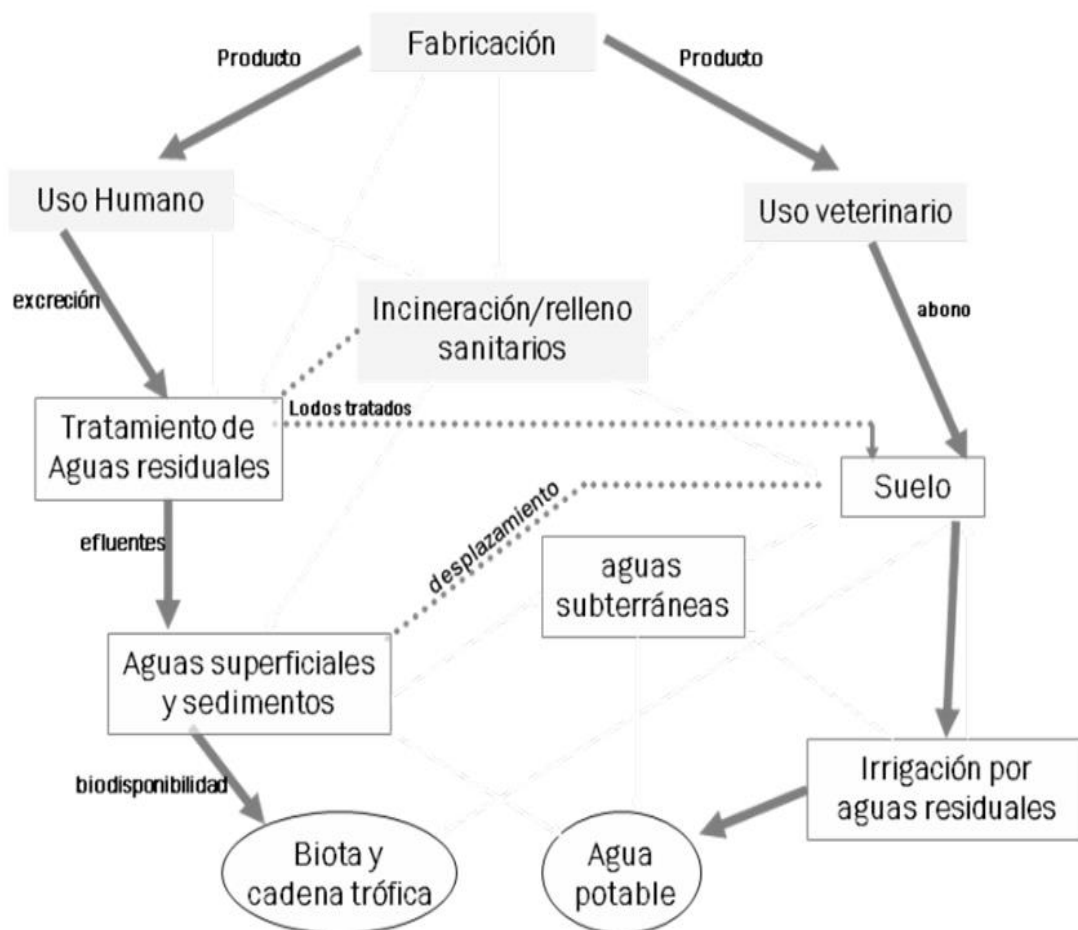 Fabricación
Producto
Producto
Uso Humano
Uso veterinario
excreción
Incineración/relleno
sanitarios
abono
Lodos tratados
Tratamiento de
Aguas residuales
Suelo
desplazamiento
efluentes
aguas
subterráneas
Aguas superficiales
y sedimentos
Irrigación por
aguas residuales
biodisponibilidad
Biota y
cadena trófica
Agua
potable